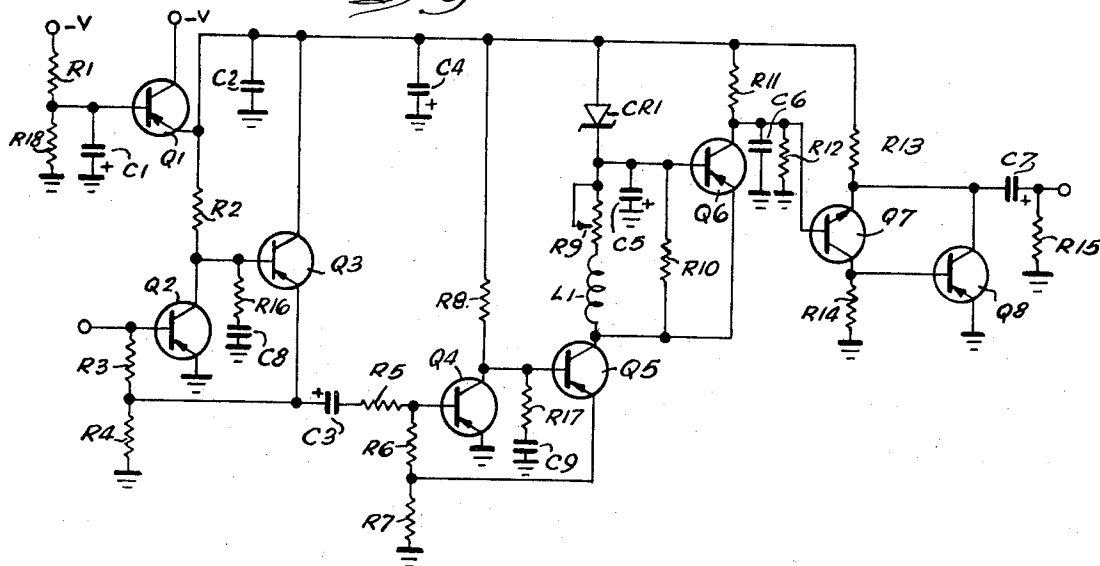 -V
-V
R1
R18
C1
+
Q1
C2
C4
+
R2
Q2
Q3
R16
C8
R3
R4
+
C3
R5
R6
R7
Q4
R8
R17
C9
Q5
CR1
R9
C5
+
L1
R10
Q6
R11
C6
R12
R13
Q7
R14
Q8
C7
+
R15